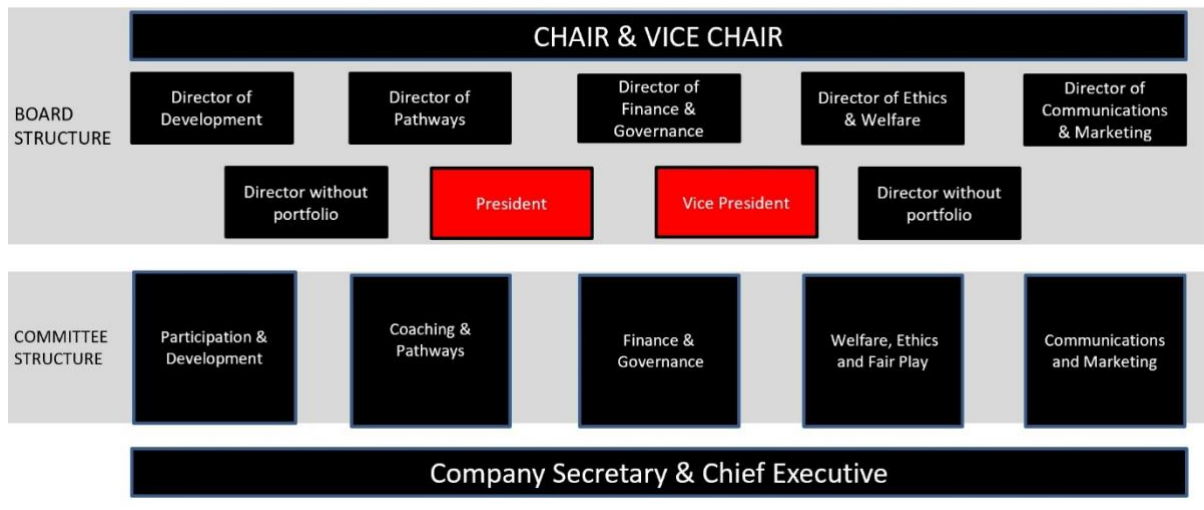 CHAIR & VICE CHAIR
BOARD
STRUCTURE
Director of
Development
Director of
Pathways
Director of
Finance &
Governance
Director of Ethics
& Welfare
Director of
Communications
& Marketing
Director without
portfolio
President
Vice President
Director without
portfolio
COMMITTEE
STRUCTURE
Participation &
Development
Coaching &
Pathways
Finance &
Governance
Welfare, Ethics
and Fair Play
Communications
and Marketing
Company Secretary & Chief Executive